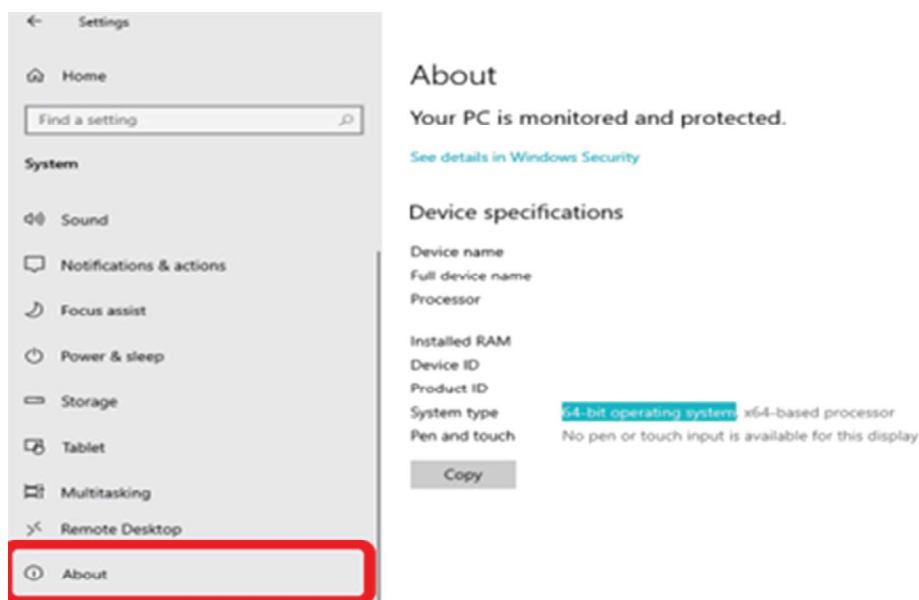 Settings
Home
Find a setting
System
Sound
Notifications & actions
Focus assist
Power & sleep
Storage
Tablet
Multitasking
Remote Desktop
About
About
Your PC is monitored and protected.
See details in Windows Security
Device specifications
Device name
Full device name
Processor
Installed RAM
Device ID
Product ID
System type 64-bit operating system, x64-based processor
Pen and touch No pen or touch input is available for this display
Copy